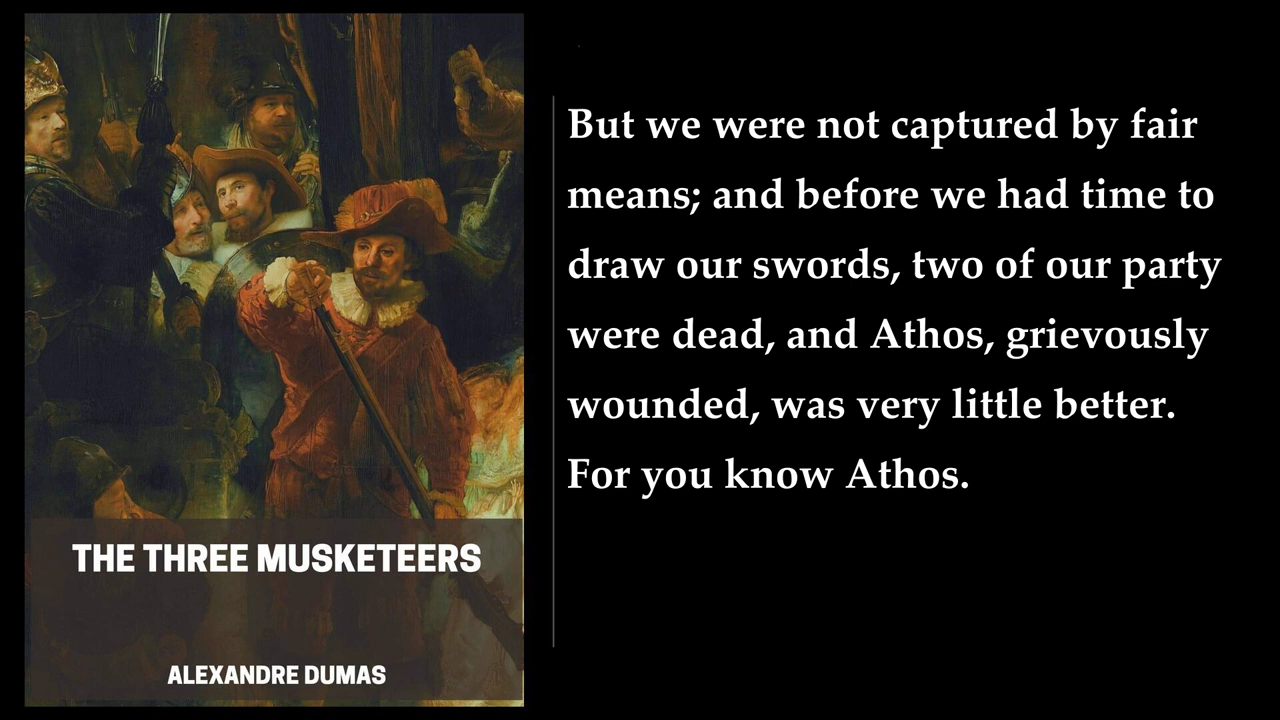 THE THREE MUSKETEERS
ALEXANDRE DUMAS
But we were not captured by fair
means; and before we had time to
draw our swords, two of our party
were dead, and Athos, grievously
wounded, was very little better.
For you know Athos.